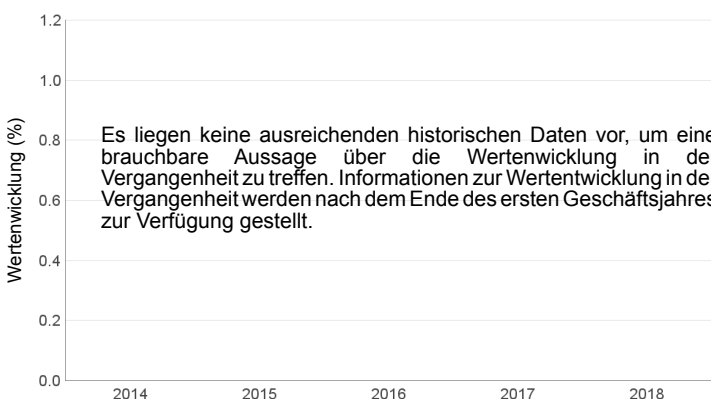 1.2
1.0
0.8
0.6
0.4
0.2
0.0
Wertenwicklung (%)
Es liegen keine ausreichenden historischen Daten vor, um eine
brauchbare Aussage über die Wertenwicklung in de
Vergangenheit zu treffen. Informationen zur Wertentwicklung in de
Vergangenheit werden nach dem Ende des ersten Geschäftsjahres
zur Verfügung gestellt.
2014 2015 2016 2017 2018